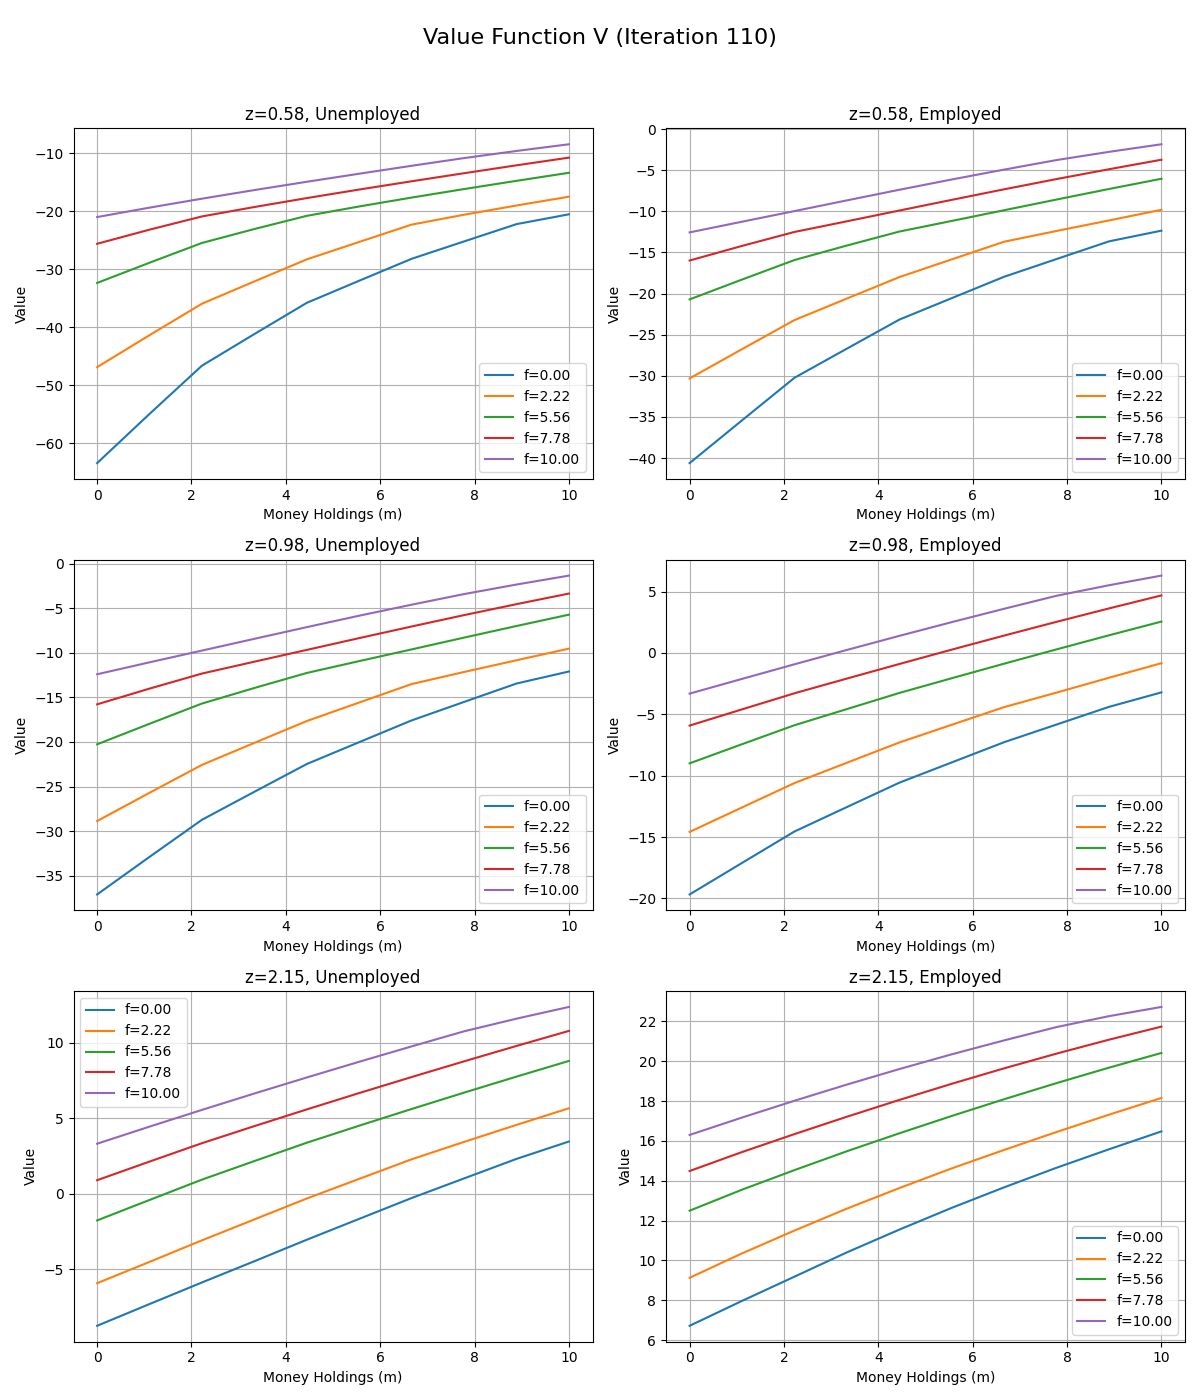 Value Function V (Iteration 110)
z=0.58, Unemployed
Value
−10
−20
−30
−40
−50
−60
0 2 4 6 8 10
Money Holdings (m)
f=0.00
f=2.22
f=5.56
f=7.78
f=10.00
z=0.58, Employed
Value
0
−5
−10
−15
−20
−25
−30
−35
−40
0 2 4 6 8 10
Money Holdings (m)
f=0.00
f=2.22
f=5.56
f=7.78
f=10.00
z=0.98, Unemployed
Value
0
−5
−10
−15
−20
−25
−30
−35
0 2 4 6 8 10
Money Holdings (m)
f=0.00
f=2.22
f=5.56
f=7.78
f=10.00
z=0.98, Employed
Value
5
0
−5
−10
−15
−20
0 2 4 6 8 10
Money Holdings (m)
f=0.00
f=2.22
f=5.56
f=7.78
f=10.00
z=2.15, Unemployed
Value
10
5
0
−5
0 2 4 6 8 10
Money Holdings (m)
f=0.00
f=2.22
f=5.56
f=7.78
f=10.00
z=2.15, Employed
Value
22
20
18
16
14
12
10
8
6
0 2 4 6 8 10
Money Holdings (m)
f=0.00
f=2.22
f=5.56
f=7.78
f=10.00